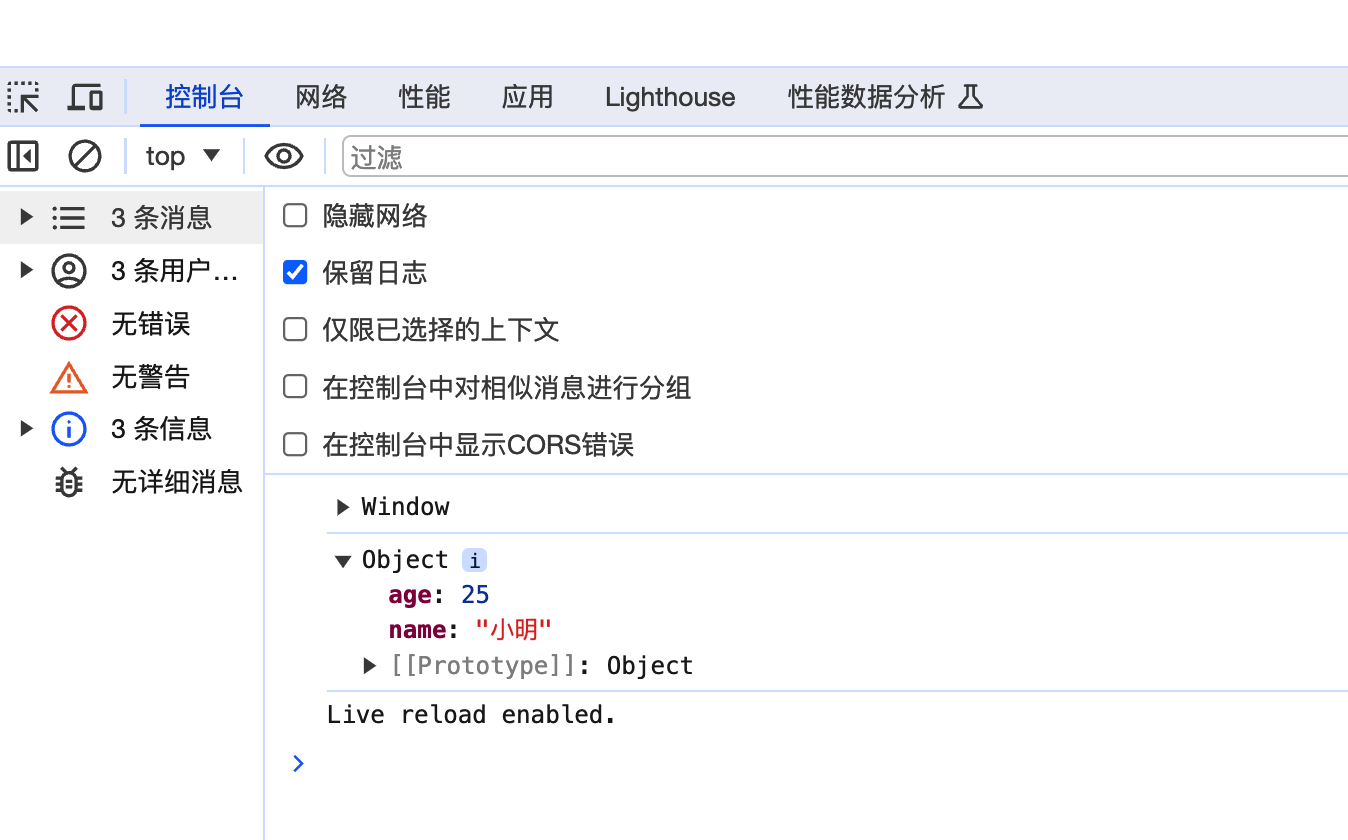 控制台 网络 性能 应用 Lighthouse 性能数据分析
top 过滤
3 条消息
3 条用户…
无错误
无警告
3 条信息
无详细消息
隐藏网络
保留日志
仅限已选择的上下文
在控制台中对相似消息进行分组
在控制台中显示CORS错误
Window
Object i
age: 25
name: "小明"
[[Prototype]]: Object
Live reload enabled.